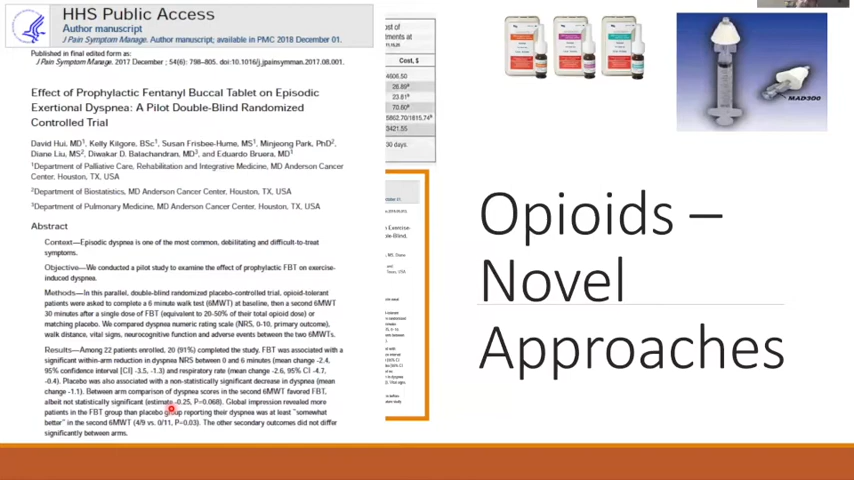 HHS Public Access
Author manuscript
J Pain Symptom Manage. Author manuscript; available in PMC 2018 December 01.
Published in final edited form as:
J Pain Symptom Manage. 2017 December ; 54(6): 798–805. doi:10.1016/j.jpainsymman.2017.08.001.
Effect of Prophylactic Fentanyl Buccal Tablet on Episodic
Exertional Dyspnea: A Pilot Double-Blind Randomized
Controlled Trial
David Hui, MD1, Kelly Kilgore, BSc1, Susan Frisbee-Hume, MS1, Minjeong Park, PhD2,
Diane Liu, MS2, Diwakar D. Balachandran, MD3, and Eduardo Bruera, MD1
1Department of Palliative Care, Rehabilitation and Integrative Medicine, MD Anderson Cancer
Center, Houston, TX, USA
2Department of Biostatistics, MD Anderson Cancer Center, Houston, TX, USA
3Department of Pulmonary Medicine, MD Anderson Cancer Center, Houston, TX, USA
Abstract
Context—Episodic dyspnea is one of the most common, debilitating and difficult-to-treat
symptoms.
Objective—We conducted a pilot study to examine the effect of prophylactic FBT on exercise-
induced dyspnea.
Methods—In this parallel, double-blind randomized placebo-controlled trial, opioid-tolerant
patients were asked to complete a 6 minute walk test (6MWT) at baseline, then a second 6MWT
30 minutes after a single dose of FBT (equivalent to 20-50% of their total opioid dose) or
matching placebo. We compared dyspnea numeric rating scale (NRS, 0-10, primary outcome),
walk distance, vital signs, neurocognitive function and adverse events between the two 6MWTs.
Results—Among 22 patients enrolled, 20 (91%) completed the study. FBT was associated with a
significant within-arm reduction in dyspnea NRS between 0 and 6 minutes (mean change -2.4,
95% confidence interval [CI] -3.5, -1.3) and respiratory rate (mean change -2.6, 95% CI -4.7,
-0.4). Placebo was also associated with a non-statistically significant decrease in dyspnea (mean
change -1.1). Between arm comparison of dyspnea scores in the second 6MWT favored FBT,
albeit not statistically significant (estimate -0.25, P=0.068). Global impression revealed more
patients in the FBT group than placebo group reporting their dyspnea was at least "somewhat
better" in the second 6MWT (4/9 vs. 0/11, P=0.03). The other secondary outcomes did not differ
significantly between arms.
ost of
tments at
Cost, $
4606.50
26.89a
23.81a
70.60a
5862.70/1815.74b
3421.55
30 days.
MAD300
Opioids –
Novel
Approaches